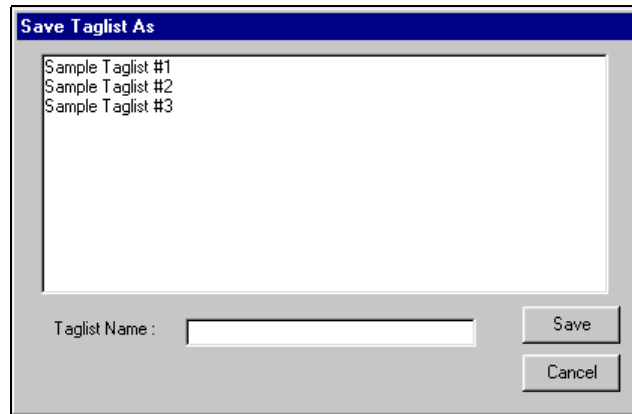 Save Taglist As
Sample Taglist #1
Sample Taglist #2
Sample Taglist #3
Taglist Name :
Save
Cancel